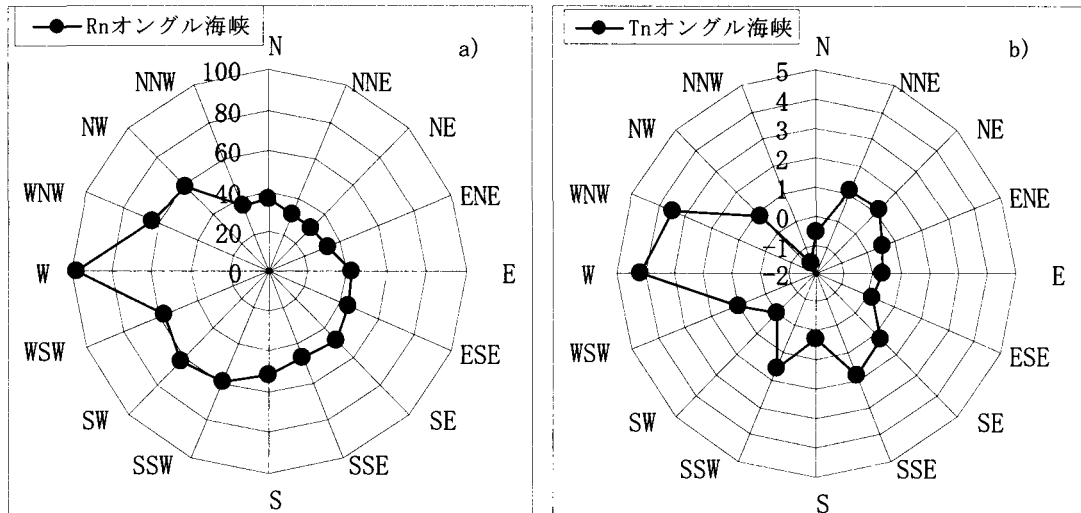 Rnオングル海峡
a)
N
NNE
NE
ENE
E
ESE
SE
SSE
S
SSW
SW
WSW
W
WNW
NW
NNW
100
80
60
40
20
0
Tnオングル海峡
b)
N
NNE
NE
ENE
E
ESE
SE
SSE
S
SSW
SW
WSW
W
WNW
NW
NNW
5
4
3
2
1
0
-1
-2